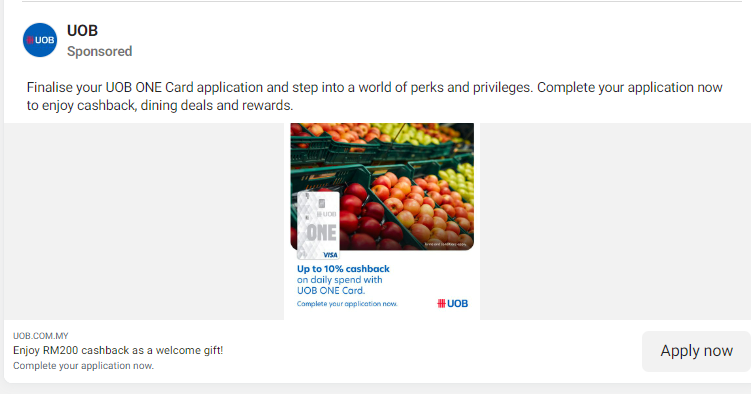 UOB
UOB
Sponsored
Finalise your UOB ONE Card application and step into a world of perks and privileges. Complete your application now
to enjoy cashback, dining deals and rewards.
UOB
ONE
VISA
Up to 10% cashback
on daily spend with
UOB ONE Card.
Complete your application now.
UOB
UOB.COM.MY
Enjoy RM200 cashback as a welcome gift!
Complete your application now.
Apply now